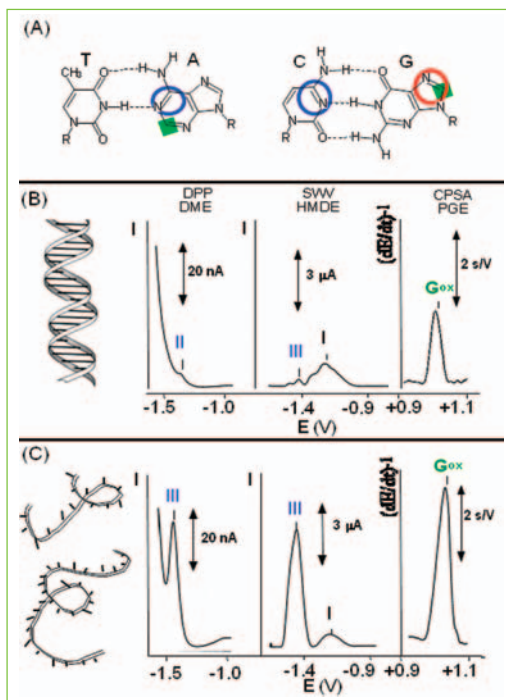 (A)
T A C G
H
CH₃ O H N N
N H N N
R O N R
H
N H O N
N H N N
R O H N R
H
(B)
DPP SWV CPSA
DME HMDE PGE
I I (dE/dt)-1
20 nA 3 µA 2 s/V
II III I Gox
-1.5 -1.0 -1.4 -0.9 +0.9 +1.1
E (V) E (V)
(C)
I I (dE/dt)-1
III III I Gox
20 nA 3 µA 2 s/V
-1.5 -1.0 -1.4 -0.9 +0.9 +1.1
E (V)